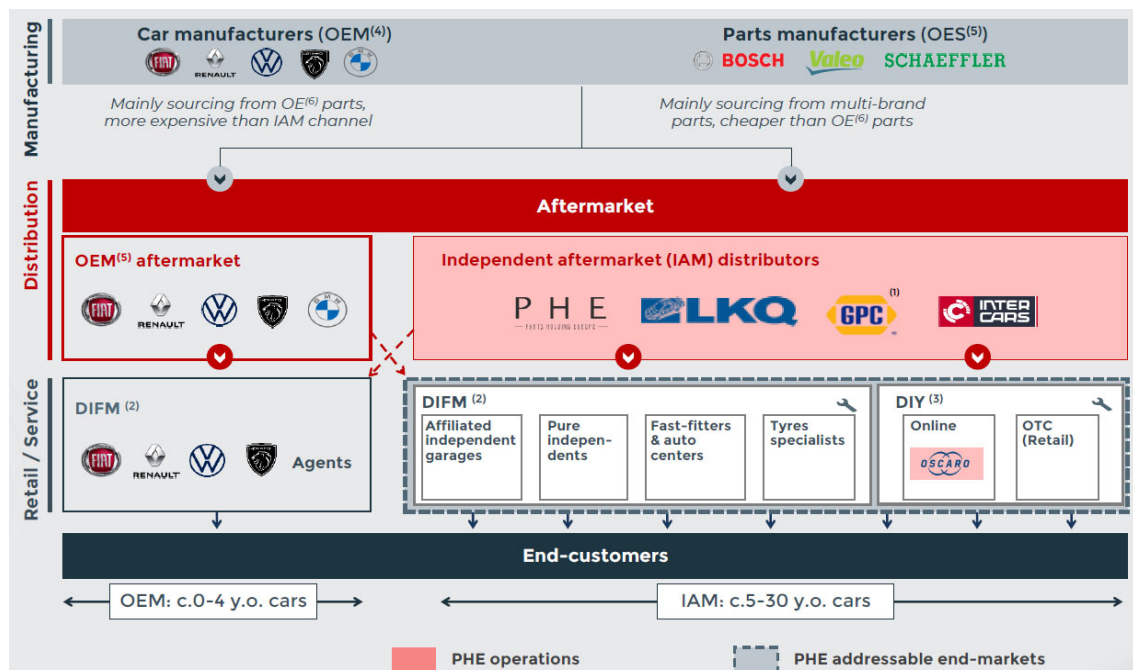 Manufacturing
Car manufacturers (OEM(4))
FIAT
RENAULT
Parts manufacturers (OES(5))
BOSCH
Valeo
SCHAEFFLER
Mainly sourcing from OE(6) parts,
more expensive than IAM channel
Mainly sourcing from multi-brand
parts, cheaper than OE(6) parts
Distribution
Aftermarket
OEM(5) aftermarket
FIAT
RENAULT
BMW
Independent aftermarket (IAM) distributors
PHE
PARTS HOLDING EUROPE
LKQ
GPC
(1)
INTER
CARS
Retail / Service
DIFM (2)
FIAT
RENAULT
Agents
DIFM (2)
Affiliated
independent
garages
Pure
indepen-
dents
Fast-fitters
& auto
centers
Tyres
specialists
DIY (3)
Online
OSCARO
OTC
(Retail)
End-customers
OEM: c.0-4 y.o. cars
IAM: c.5-30 y.o. cars
PHE operations
PHE addressable end-markets